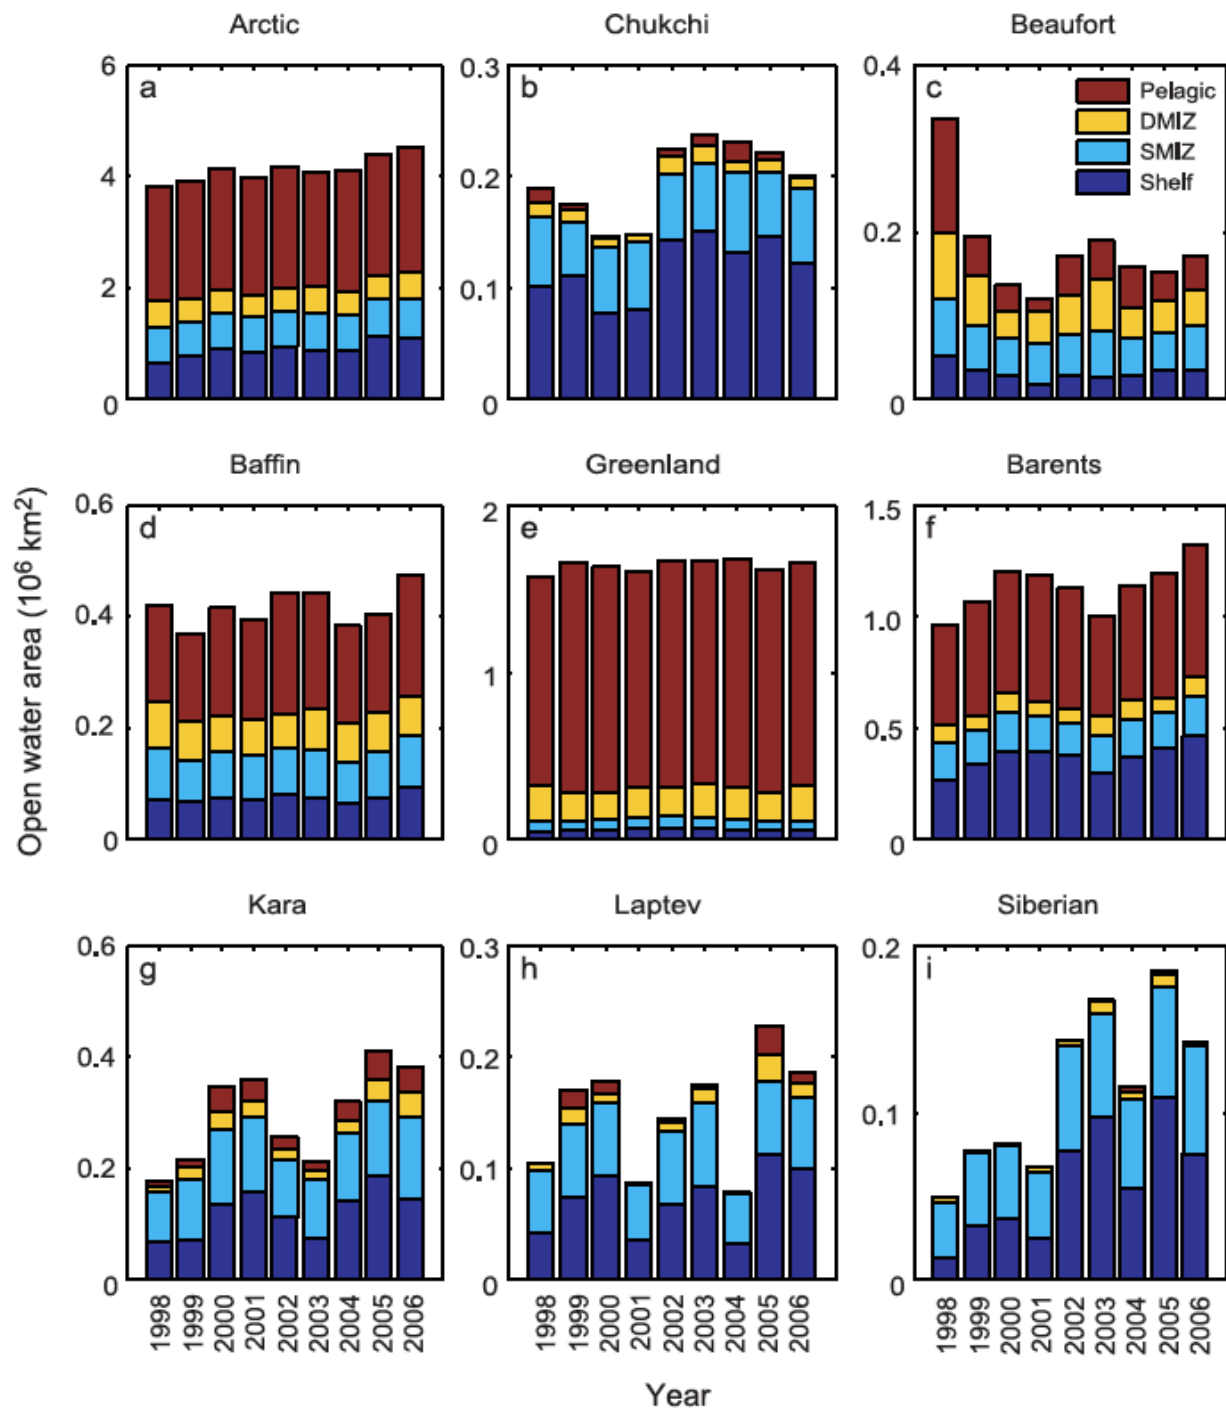 Arctic
Chukchi
Beaufort
6
4
2
0
a
0.3
0.2
0.1
0
b
0.4
0.2
0
c
Pelagic
DMIZ
SMIZ
Shelf
Open water area (10⁶ km²)
Baffin
Greenland
Barents
0.6
0.4
0.2
0
d
2
1
0
e
1.5
1.0
0.5
0
f
Kara
Laptev
Siberian
0.6
0.4
0.2
0
g
0.3
0.2
0.1
0
h
0.2
0.1
0
i
1998 1999 2000 2001 2002 2003 2004 2005 2006
1998 1999 2000 2001 2002 2003 2004 2005 2006
1998 1999 2000 2001 2002 2003 2004 2005 2006
Year